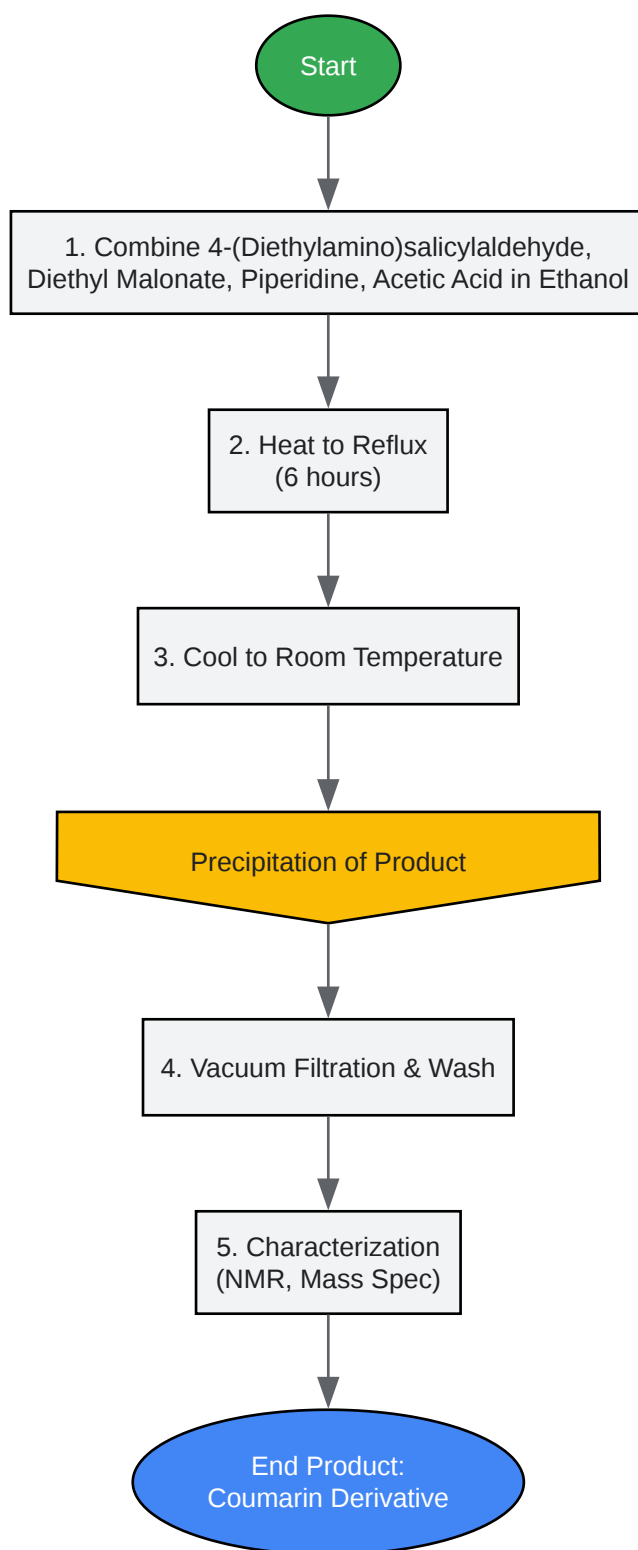 Start
1. Combine 4-(Diethylamino)salicylaldehyde,
Diethyl Malonate, Piperidine, Acetic Acid in Ethanol
2. Heat to Reflux
(6 hours)
3. Cool to Room Temperature
Precipitation of Product
4. Vacuum Filtration & Wash
5. Characterization
(NMR, Mass Spec)
End Product:
Coumarin Derivative